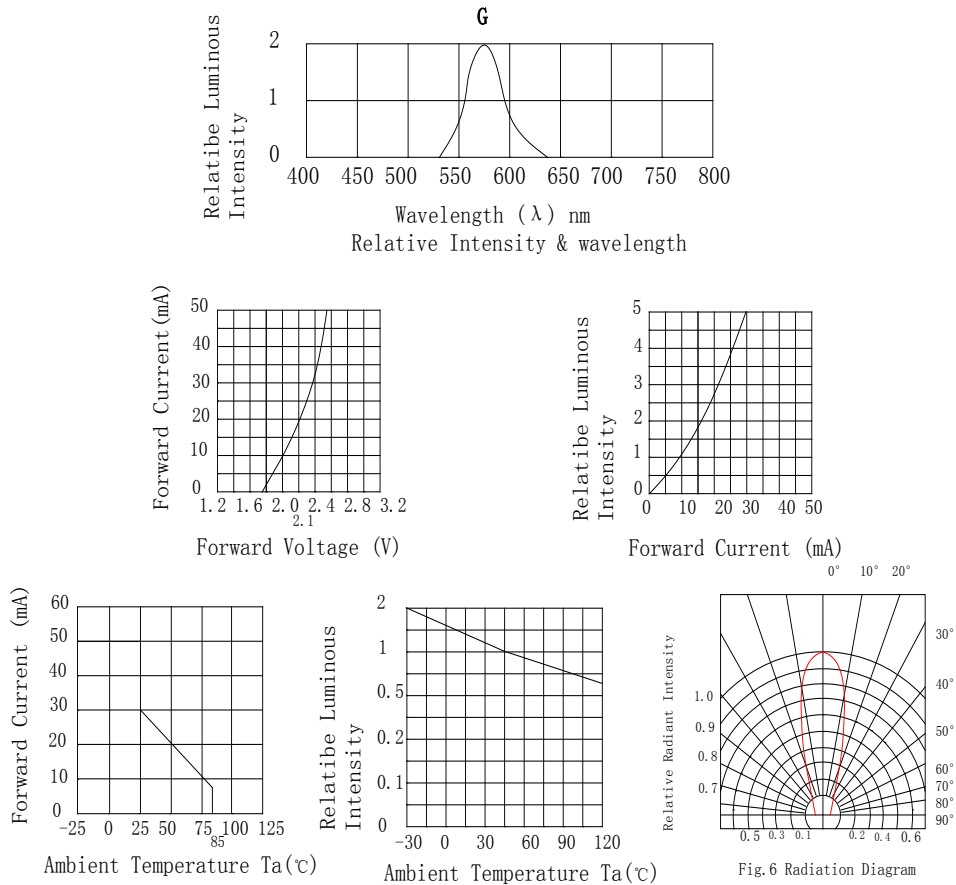 G
Relatibe Luminous
Intensity
2
1
0
400 450 500 550 600 650 700 750 800
Wavelength (λ) nm
Relative Intensity & wavelength
Forward Current(mA)
50
40
30
20
10
0
1.2 1.6 2.0 2.4 2.8 3.2
2.1
Forward Voltage (V)
Relatibe Luminous
Intensity
5
4
3
2
1
0
0 10 20 30 40 50
Forward Current (mA)
Forward Current (mA)
60
50
40
30
20
10
0
-25 0 25 50 75 100 125
85
Ambient Temperature Ta(℃)
Relatibe Luminous
Intensity
2
1
0.5
0.2
0.1
0
-30 0 30 60 90 120
Ambient Temperature Ta(℃)
0° 10° 20°
30°
40°
50°
60°
70°
80°
90°
Relative Radiant Intensity
1.0
0.9
0.8
0.7
0.5 0.3 0.1 0.2 0.4 0.6
Fig.6 Radiation Diagram